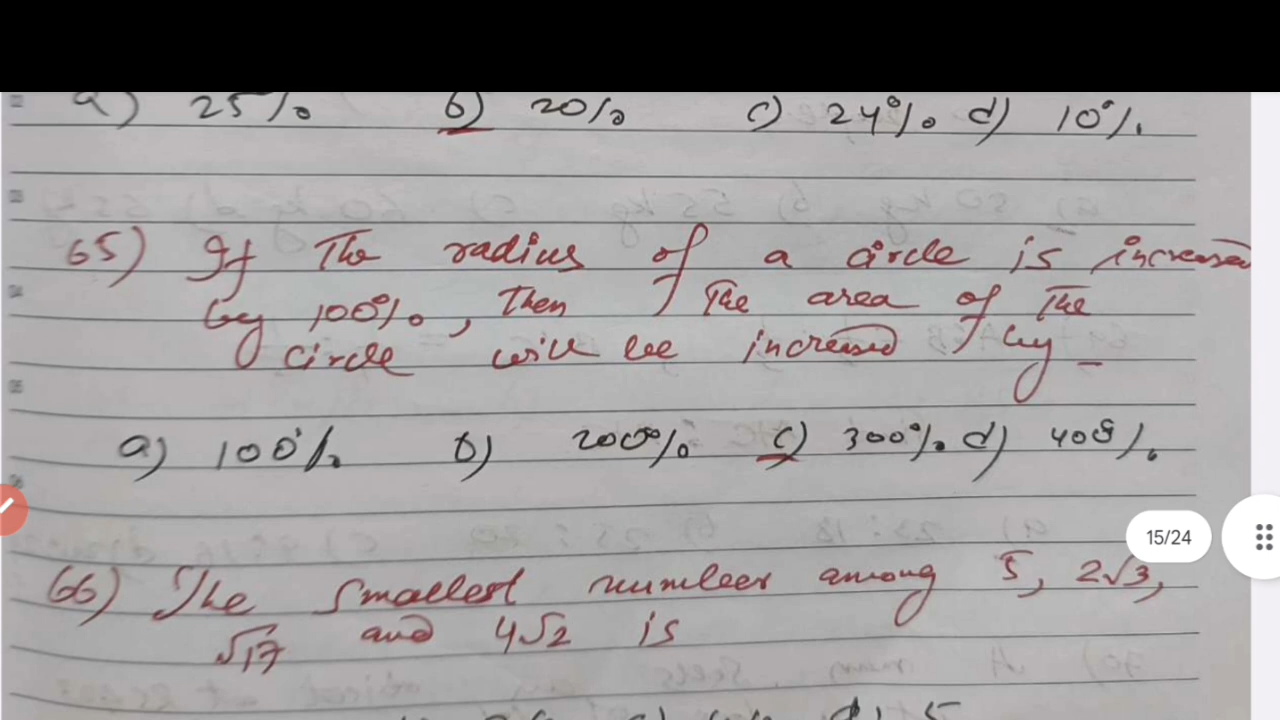 a) 25% b) 20% c) 24% d) 10%.
65) If The radius of a circle is increased
by 100%, Then The area of The
circle will be increased by _
a) 100% b) 200% c) 300% d) 400%.
66) The smallest number among 5, 2√3,
√17 and 4√2 is
15/24